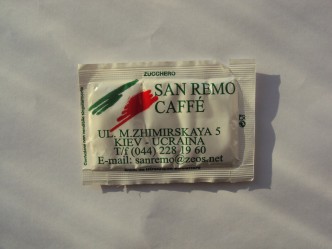 ZUCCHERO
SAN REMO
CAFFÉ
UL. M.ZHIMIRSKAYA 5
KIEV - UCRAINA
T/f (044) 228 19 60
E-mail: sanremo@zeos.net